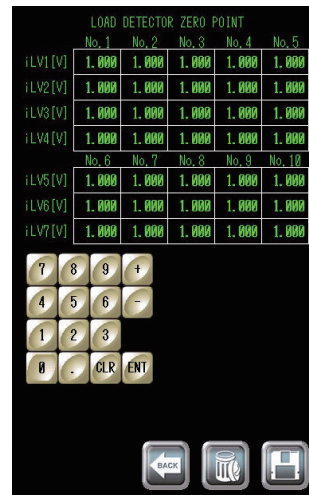 LOAD DETECTOR ZERO POINT
No. 1 No. 2 No. 3 No. 4 No. 5
iLV1[V] 1.000 1.000 1.000 1.000 1.000
iLV2[V] 1.000 1.000 1.000 1.000 1.000
iLV3[V] 1.000 1.000 1.000 1.000 1.000
iLV4[V] 1.000 1.000 1.000 1.000 1.000
No. 6 No. 7 No. 8 No. 9 No. 10
iLV5[V] 1.000 1.000 1.000 1.000 1.000
iLV6[V] 1.000 1.000 1.000 1.000 1.000
iLV7[V] 1.000 1.000 1.000 1.000 1.000
7 8 9 +
4 5 6 -
1 2 3
0 . CLR ENT
BACK